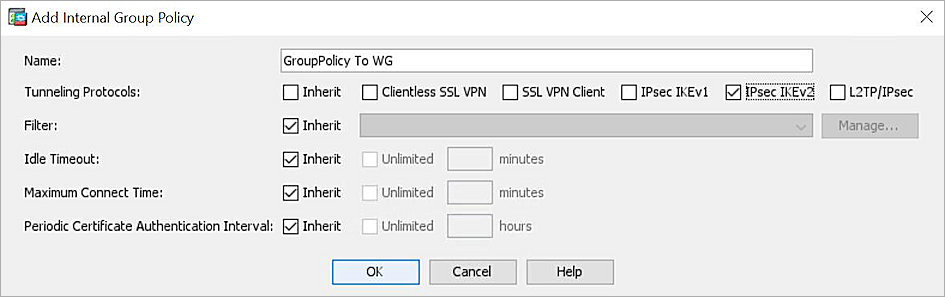 Add Internal Group Policy
Name: GroupPolicy To WG
Tunneling Protocols: Inherit Clientless SSL VPN SSL VPN Client IPsec IKEv1 IPsec IKEv2 L2TP/IPsec
Filter: Inherit Manage...
Idle Timeout: Inherit Unlimited minutes
Maximum Connect Time: Inherit Unlimited minutes
Periodic Certificate Authentication Interval: Inherit Unlimited hours
OK Cancel Help